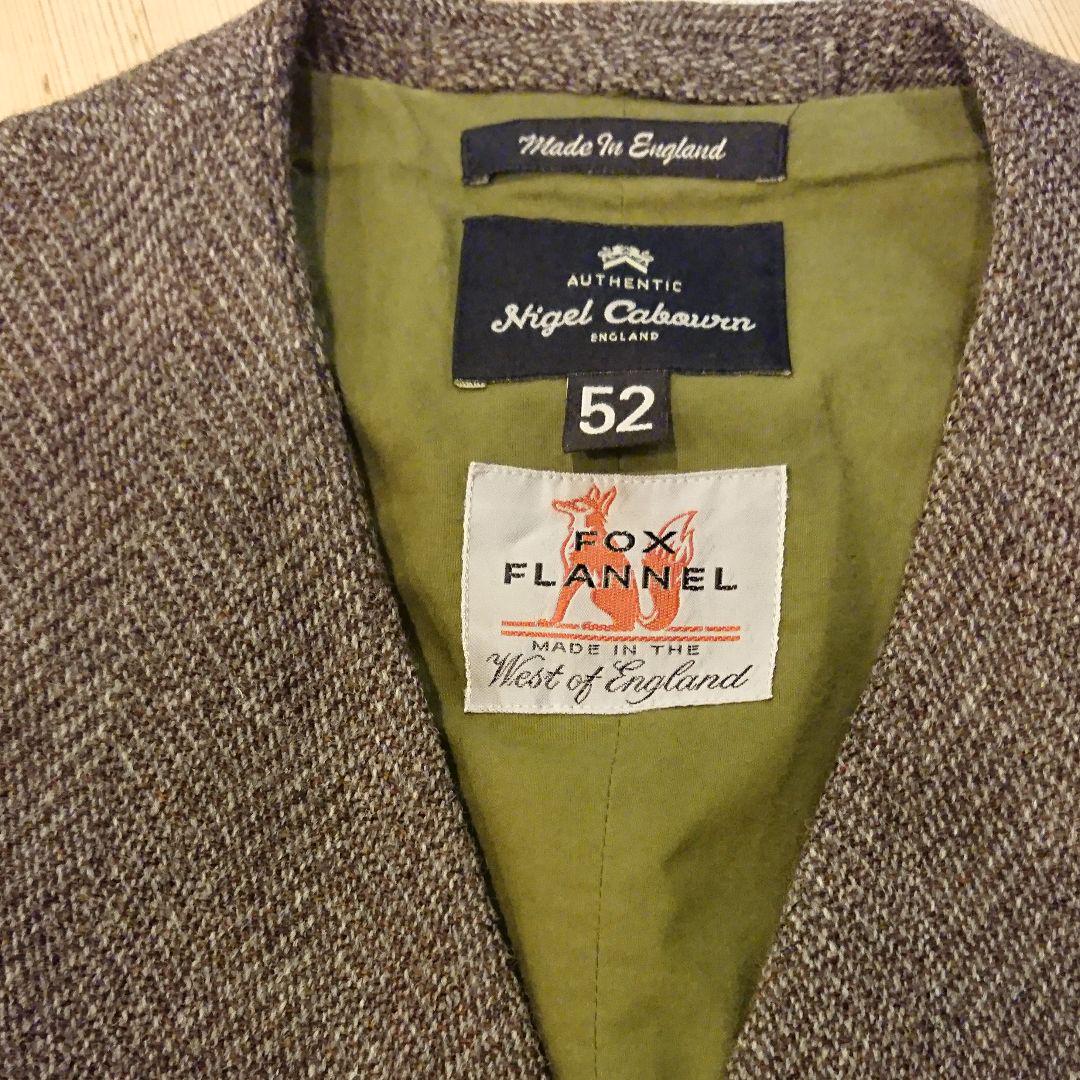 Made In England
AUTHENTIC
Nigel Cabourn
ENGLAND
52
FOX
FLANNEL
MADE IN THE
West of England